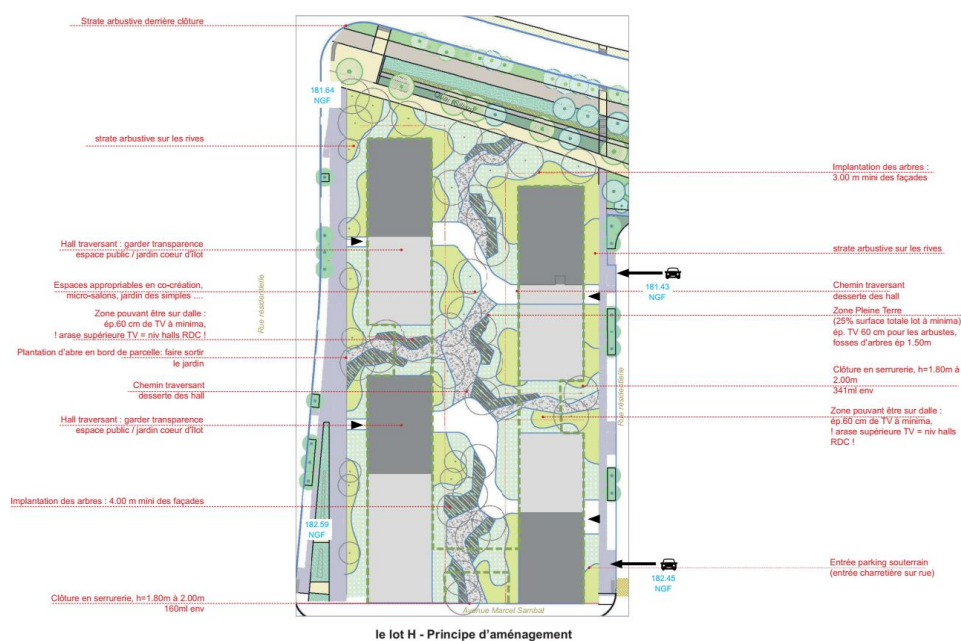 Strate arbustive derrière clôture
181.64
NGF
strate arbustive sur les rives
Hall traversant : garder transparence
espace public / jardin coeur d'îlot
Espaces appropriables en co-création,
micro-salons, jardin des simples ....
Zone pouvant être sur dalle :
ép.60 cm de TV à minima,
! arase supérieure TV = niv halls RDC !
Plantation d'abre en bord de parcelle: faire sortir
le jardin
Chemin traversant
desserte des hall
Hall traversant : garder transparence
espace public / jardin coeur d'îlot
Implantation des arbres : 4.00 m mini des façades
182.59
NGF
Clôture en serrurerie, h=1.80m à 2.00m
160ml env
Rue résidentielle
Implantation des arbres :
3.00 m mini des façades
strate arbustive sur les rives
181.43
NGF
Chemin traversant
desserte des hall
Zone Pleine Terre
(25% surface totale lot à minima)
ép. TV 60 cm pour les arbustes,
fosses d'arbres ép 1.50m
Clôture en serrurerie, h=1.80m à
2.00m
341ml env
Rue résidentielle
Zone pouvant être sur dalle :
ép.60 cm de TV à minima,
! arase supérieure TV = niv halls
RDC !
Entrée parking souterrain
(entrée charretière sur rue)
182.45
NGF
Avenue Marcel Sambat
le lot H - Principe d'aménagement